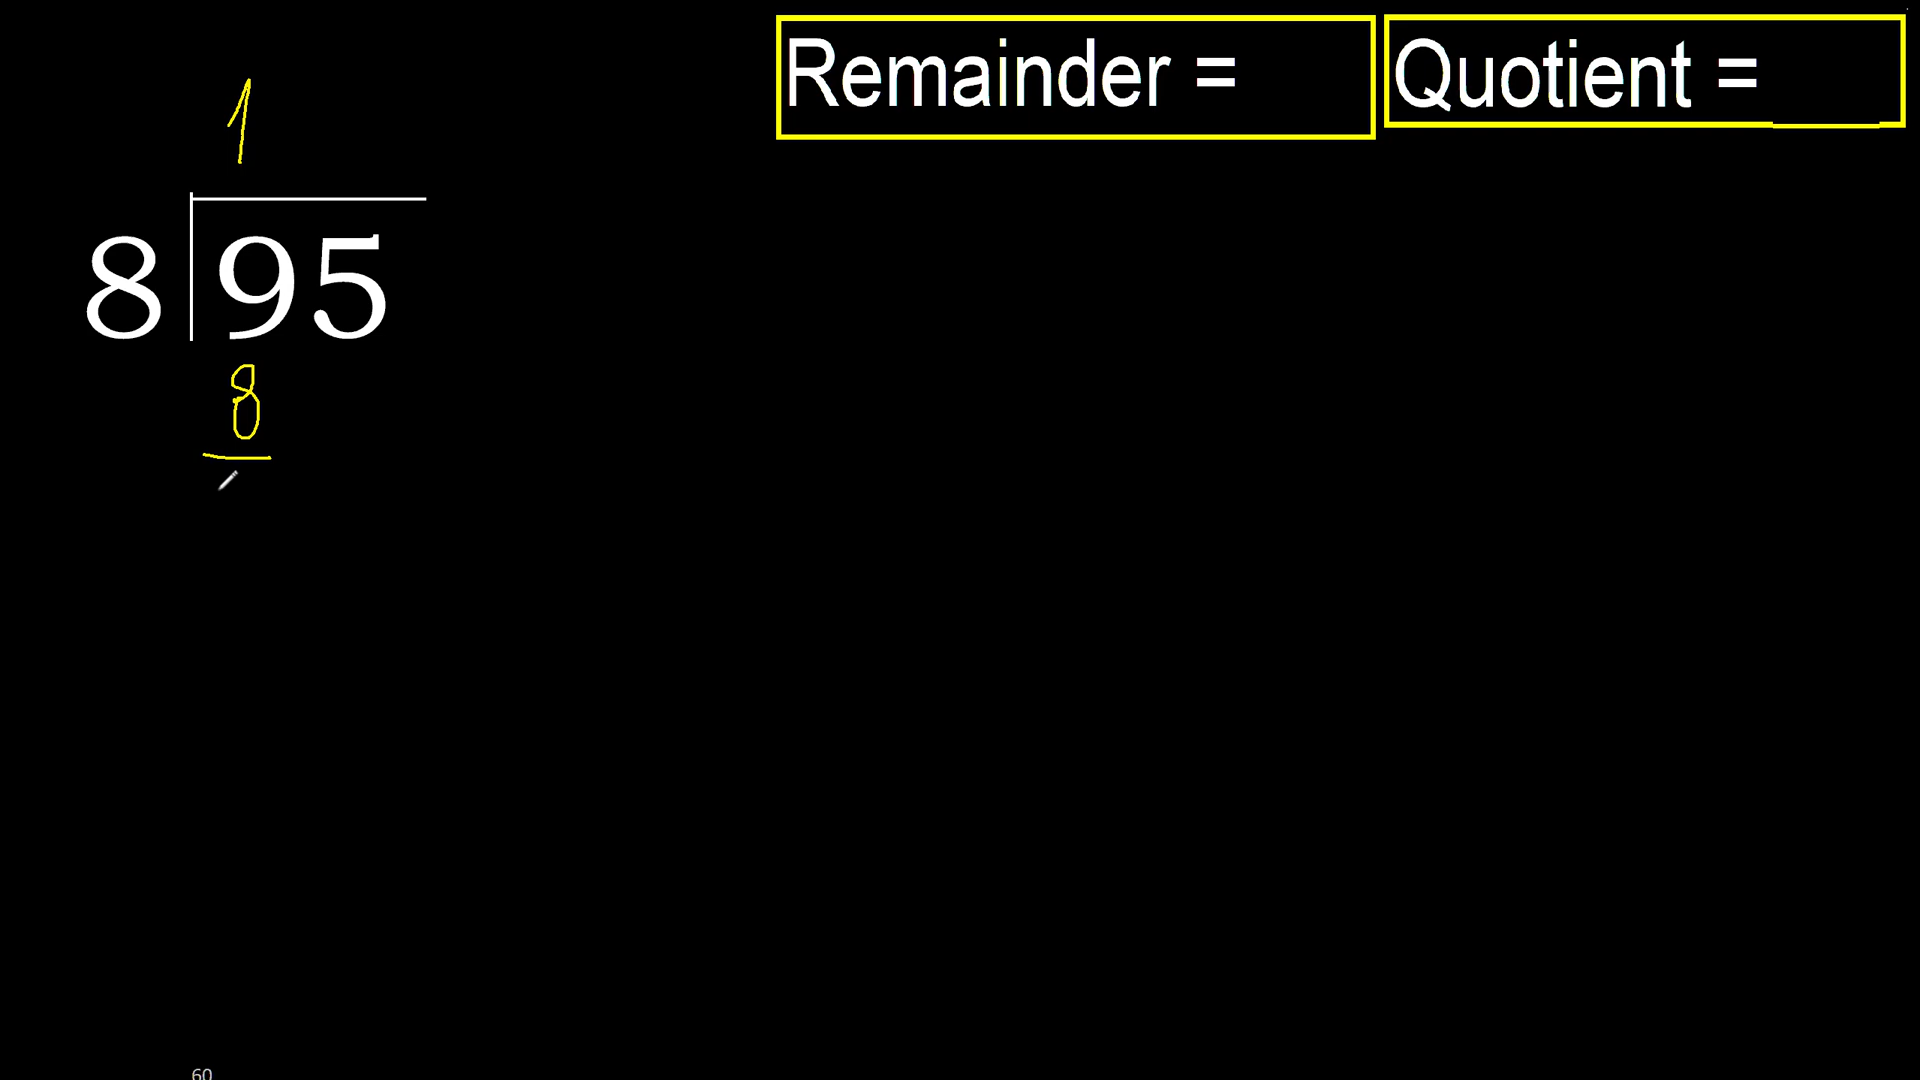 Remainder = Quotient =
1
8 95
8
60